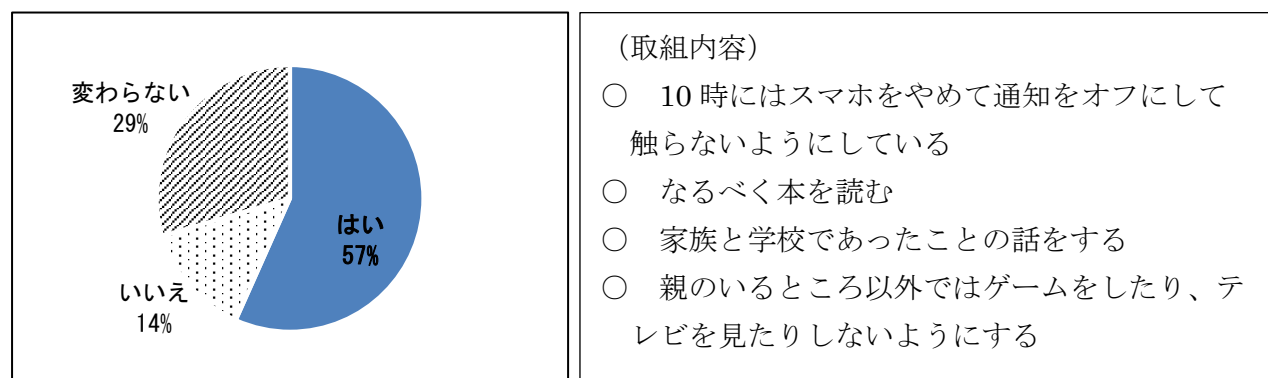 変わらない
29%
はい
57%
いいえ
14%
（取組内容）
○　10 時にはスマホをやめて通知をオフにして
触らないようにしている
○　なるべく本を読む
○　家族と学校であったことの話をする
○　親のいるところ以外ではゲームをしたり、テ
レビを見たりしないようにする